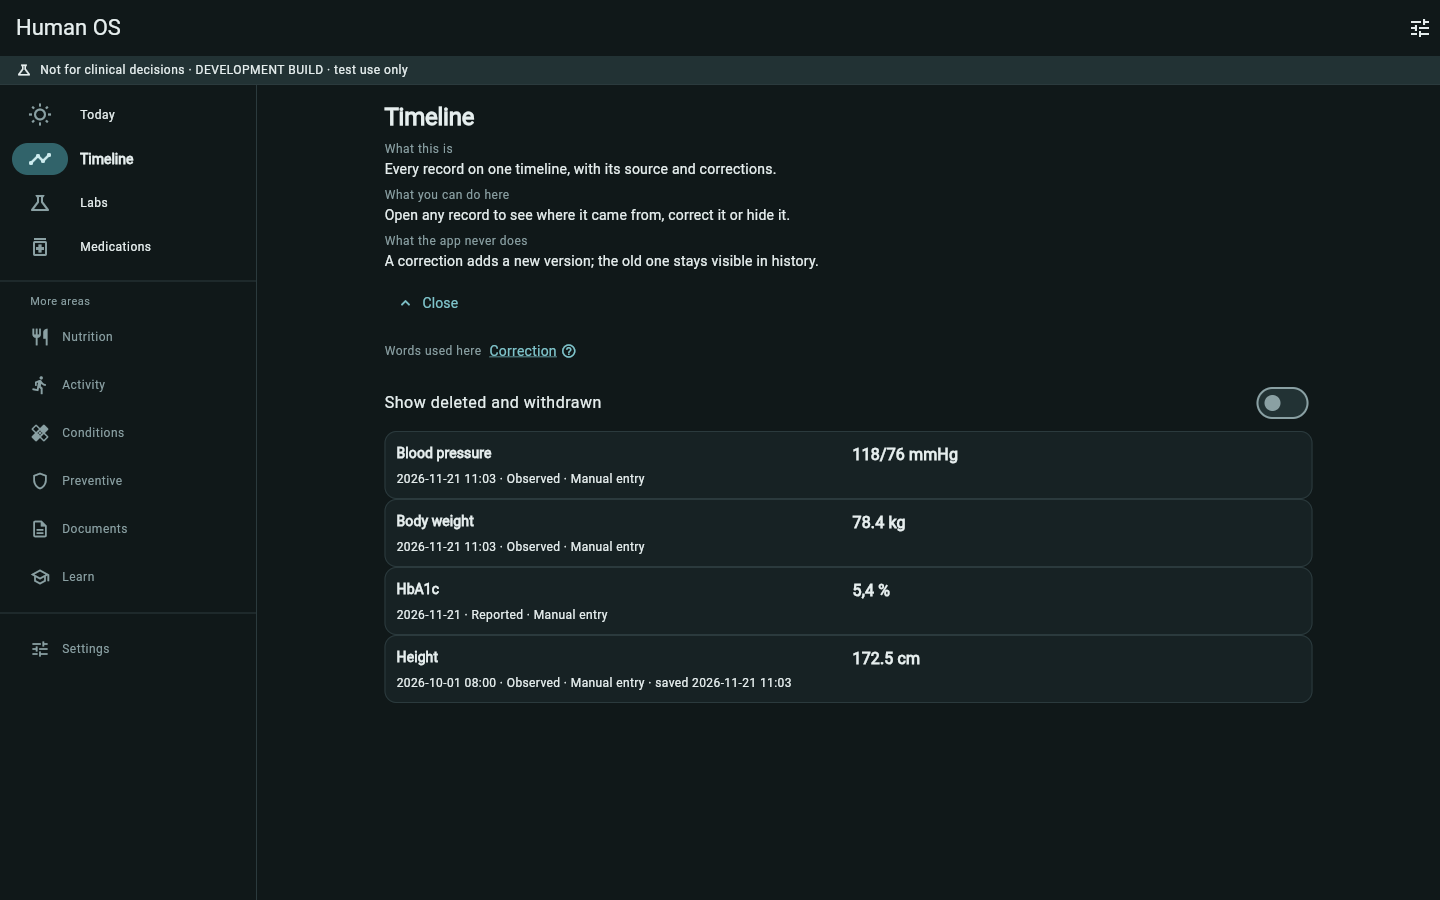 Human OS
Not for clinical decisions · DEVELOPMENT BUILD · test use only
Today
Timeline
Labs
Medications
More areas
Nutrition
Activity
Conditions
Preventive
Documents
Learn
Settings
Timeline
What this is
Every record on one timeline, with its source and corrections.
What you can do here
Open any record to see where it came from, correct it or hide it.
What the app never does
A correction adds a new version; the old one stays visible in history.
Close
Words used here Correction
Show deleted and withdrawn
Blood pressure 118/76 mmHg
2026-11-21 11:03 · Observed · Manual entry
Body weight 78.4 kg
2026-11-21 11:03 · Observed · Manual entry
HbA1c 5,4 %
2026-11-21 · Reported · Manual entry
Height 172.5 cm
2026-10-01 08:00 · Observed · Manual entry · saved 2026-11-21 11:03